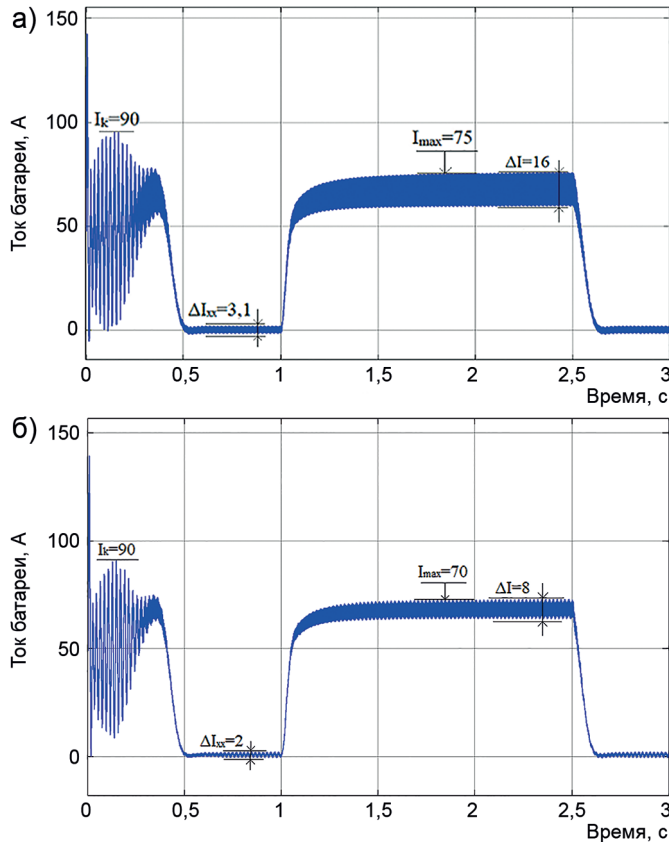 а)
150
100
50
0
Ток батареи, А
Iₖ=90
Imax=75
ΔI=16
ΔIхх=3,1
0
0,5
1
1,5
2
2,5
3
Время, с
б)
150
100
50
0
Ток батареи, А
Iₖ=90
Imax=70
ΔI=8
ΔIхх=2
0
0,5
1
1,5
2
2,5
3
Время, с